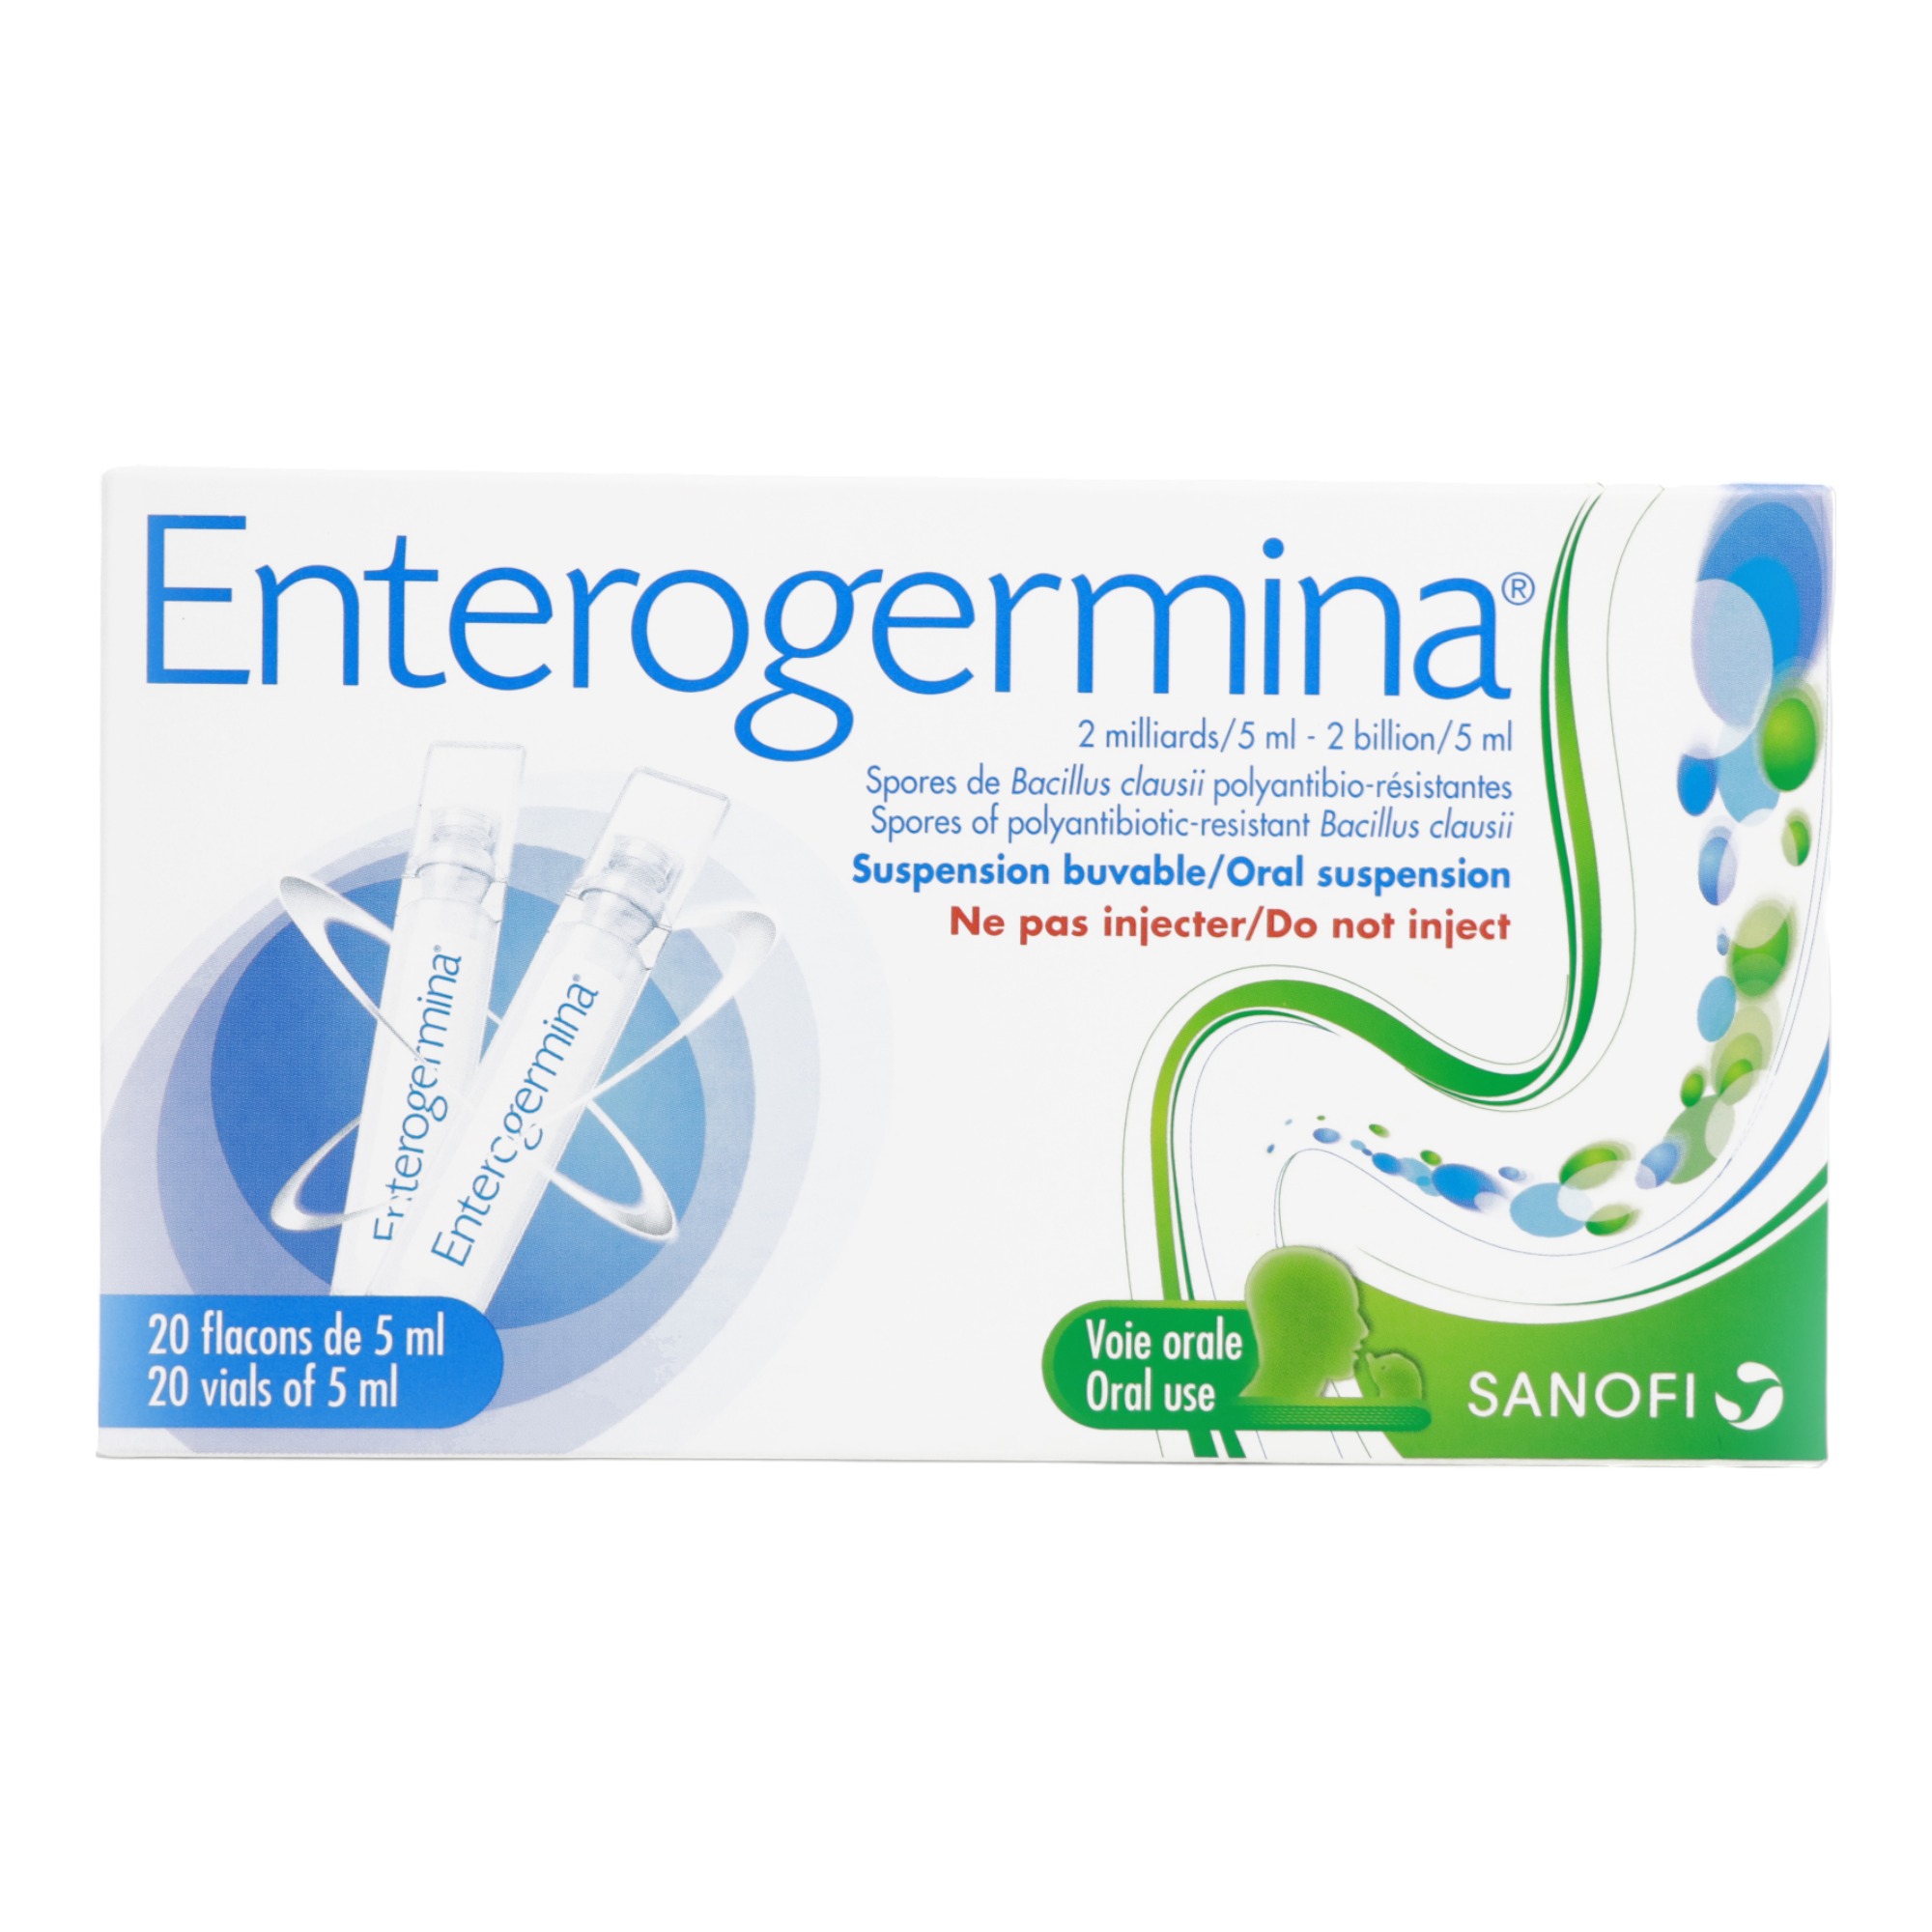 Enterogermina®
2 milliards/5 ml - 2 billion/5 ml
Spores de Bacillus clausii polyantibio-résistantes
Spores of polyantibiotic-resistant Bacillus clausii
Suspension buvable/Oral suspension
Ne pas injecter/Do not inject
Enterogermina®
Enterogermina®
20 flacons de 5 ml
20 vials of 5 ml
Voie orale
Oral use
SANOFI